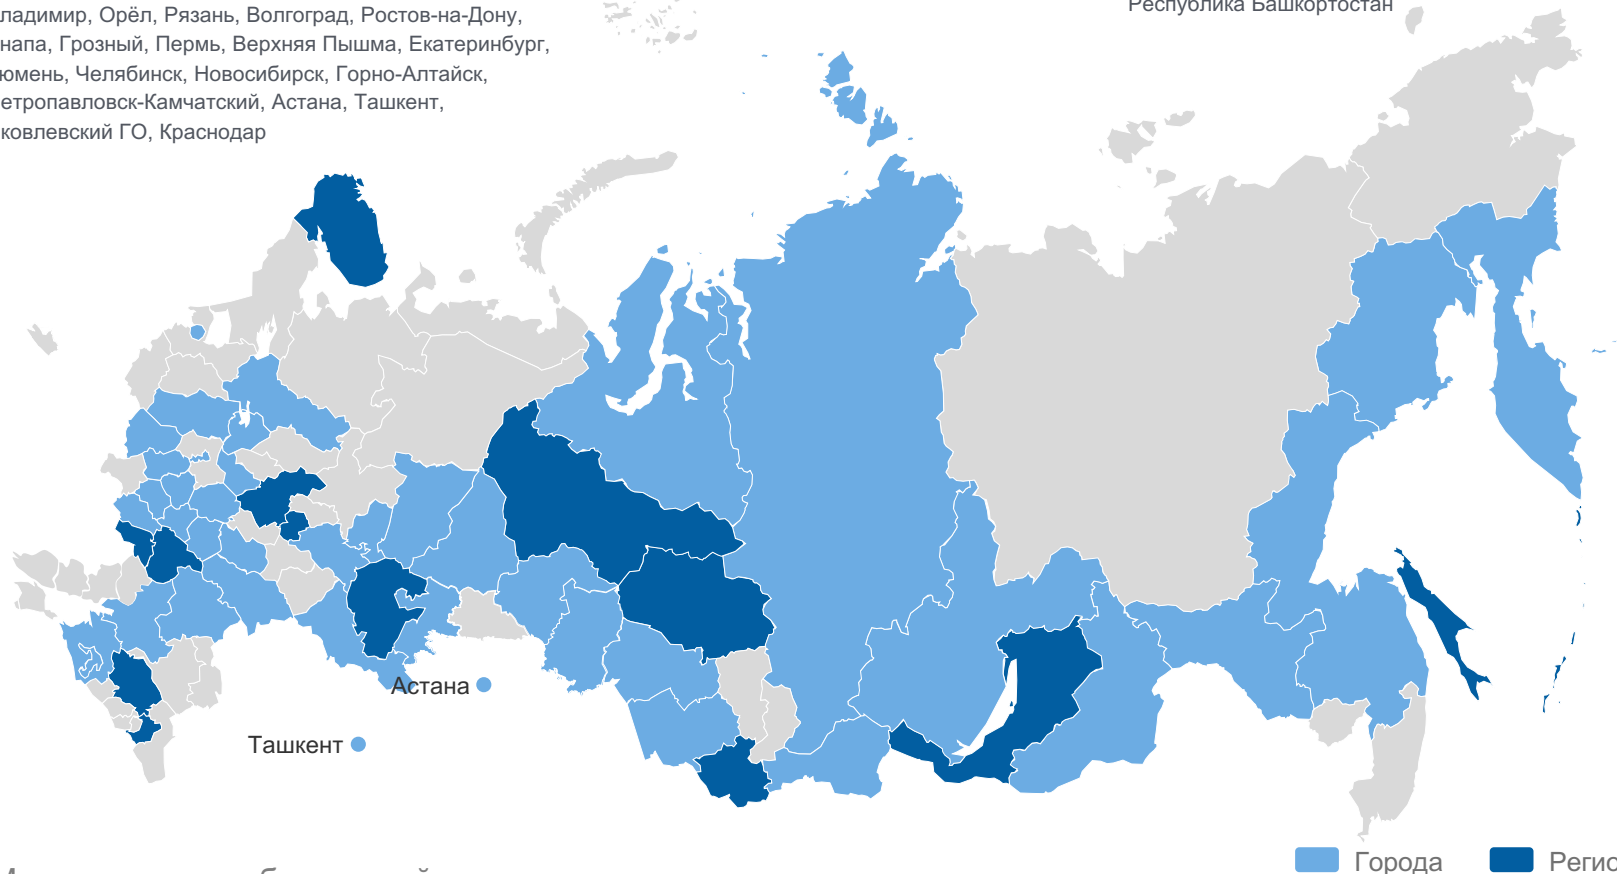 Республика Башкортостан
ладимир, Орёл, Рязань, Волгоград, Ростов-на-Дону,
напа, Грозный, Пермь, Верхняя Пышма, Екатеринбург,
юмень, Челябинск, Новосибирск, Горно-Алтайск,
етропавловск-Камчатский, Астана, Ташкент,
ковлевский ГО, Краснодар
Астана
Ташкент
Города
Регио